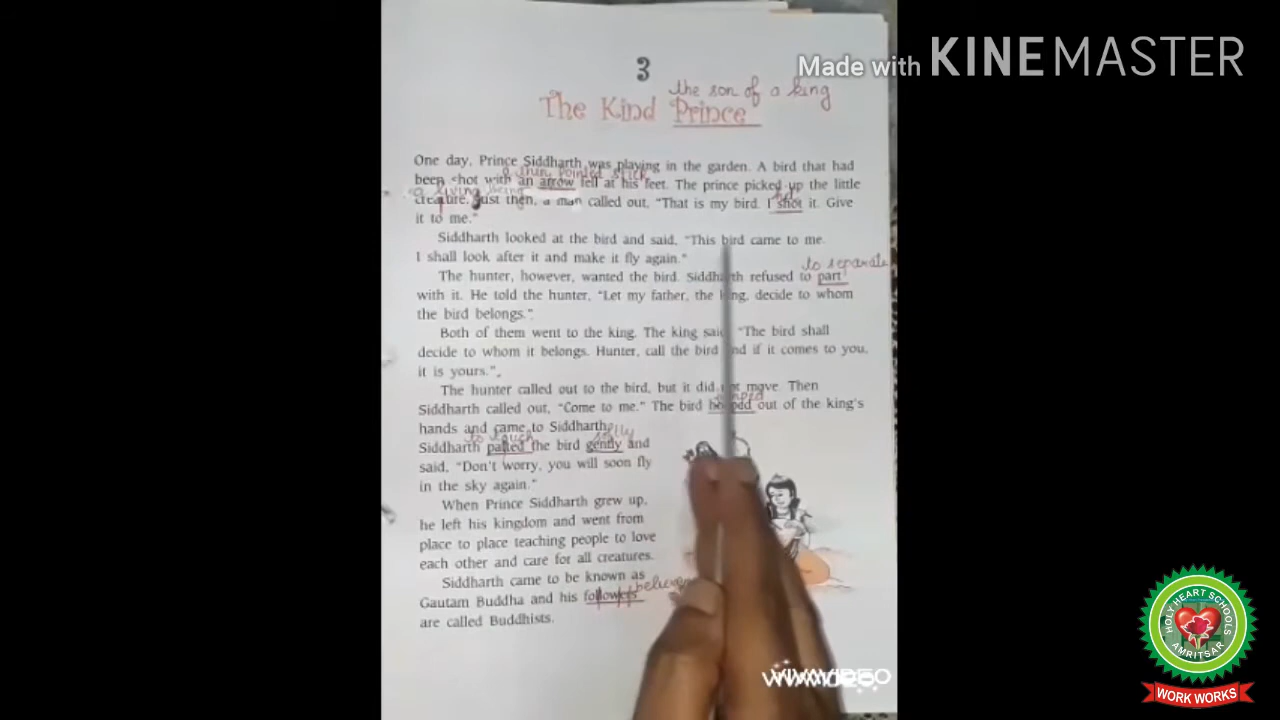 Made with KINEMASTER
3
the son of a king
The Kind Prince
One day, Prince Siddharth was playing in the garden. A bird that had
a thin pointed stick
been shot with an arrow fell at his feet. The prince picked up the little
a living being hit
creature. Just then, a man called out, "That is my bird. I shot it. Give
it to me."
Siddharth looked at the bird and said, "This bird came to me.
I shall look after it and make it fly again."
to separate
The hunter, however, wanted the bird. Siddharth refused to part
with it. He told the hunter, "Let my father, the king, decide to whom
the bird belongs."
Both of them went to the king. The king said, "The bird shall
decide to whom it belongs. Hunter, call the bird and if it comes to you,
it is yours."
The hunter called out to the bird, but it did not move. Then
Siddharth called out, "Come to me." The bird hopped out of the king's
hands and came to Siddharth.
to touch
Siddharth patted the bird gently and
said, "Don't worry, you will soon fly
in the sky again."
When Prince Siddharth grew up,
he left his kingdom and went from
place to place teaching people to love
each other and care for all creatures.
Siddharth came to be known as
Gautam Buddha and his followers
are called Buddhists.
VIVAVIDEO
HOLY HEART SCHOOLS
AMRITSAR
WORK WORKS